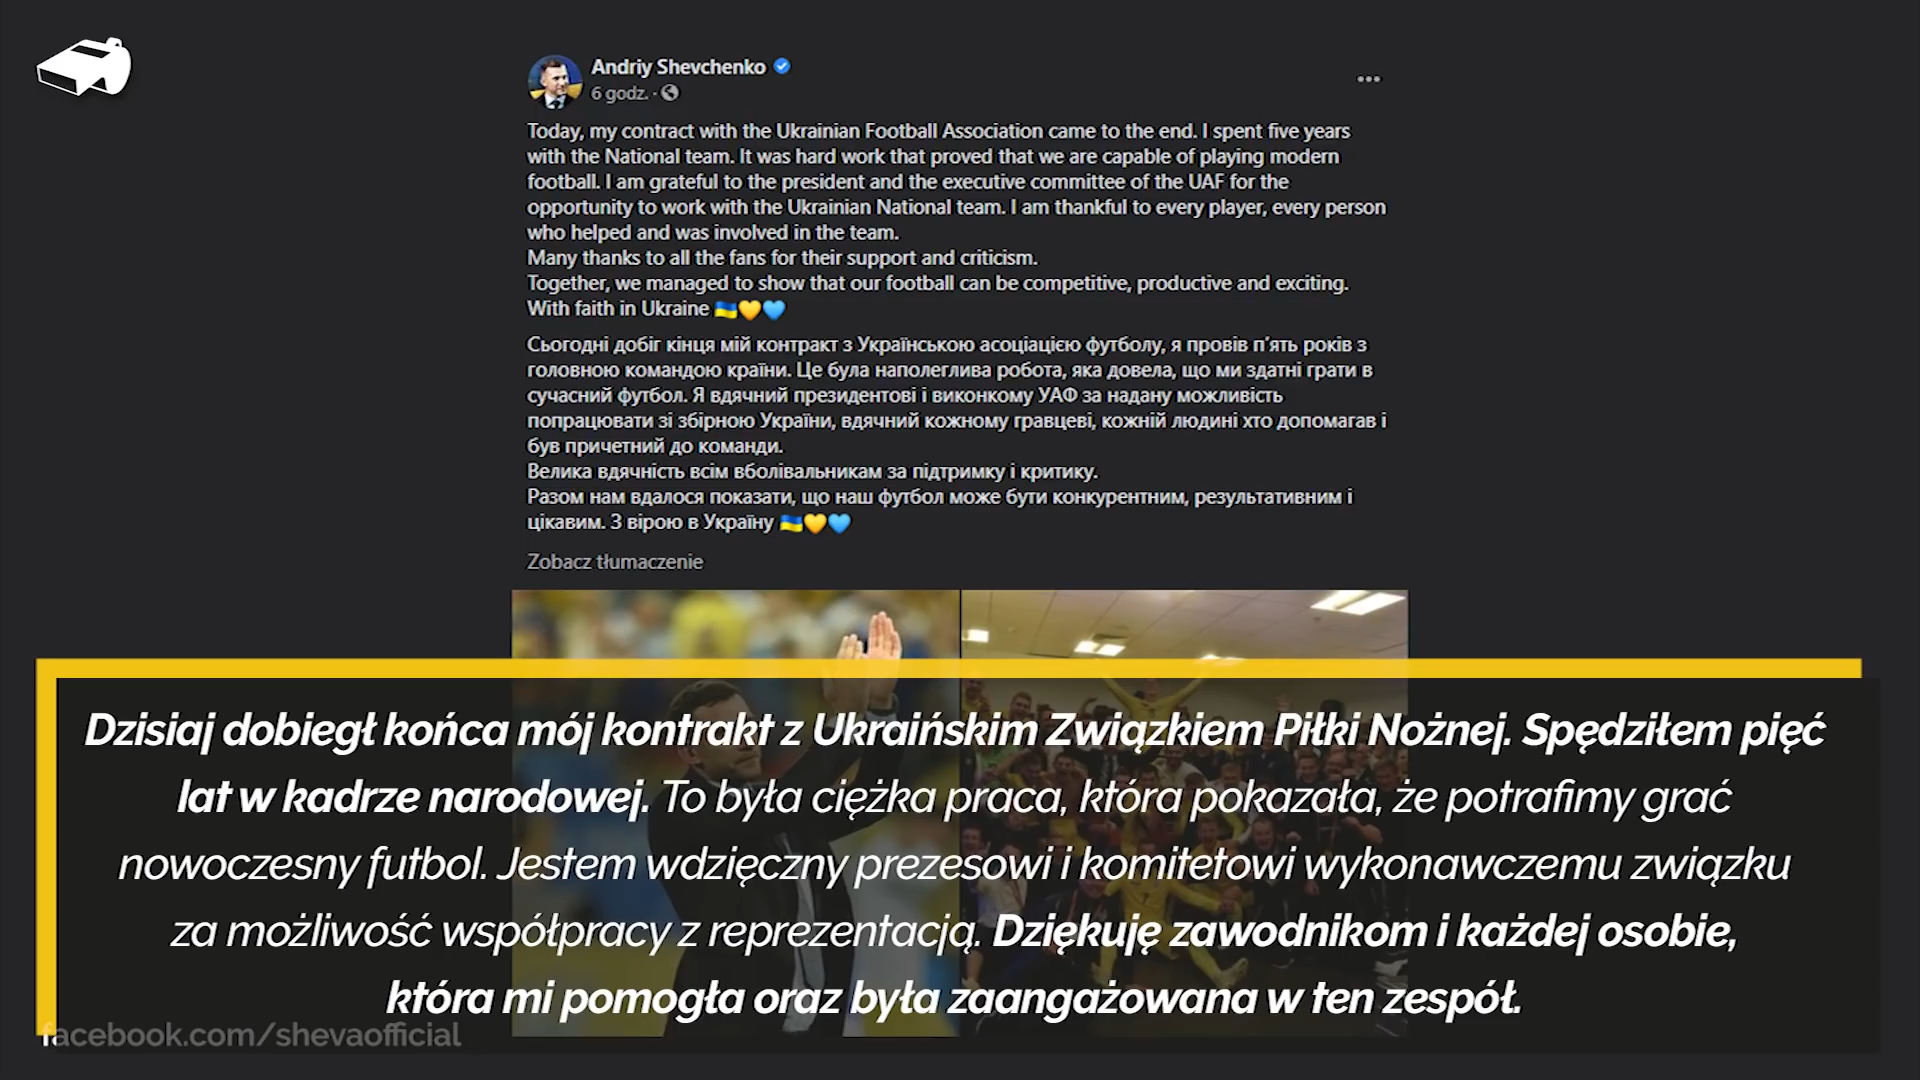 Andriy Shevchenko
6 godz. ·
Today, my contract with the Ukrainian Football Association came to the end. I spent five years
with the National team. It was hard work that proved that we are capable of playing modern
football. I am grateful to the president and the executive committee of the UAF for the
opportunity to work with the Ukrainian National team. I am thankful to every player, every person
who helped and was involved in the team.
Many thanks to all the fans for their support and criticism.
Together, we managed to show that our football can be competitive, productive and exciting.
With faith in Ukraine 🇺🇦💛💙
Сьогодні добіг кінця мій контракт з Українською асоціацією футболу, я провів п’ять років з
головною командою країни. Це була наполеглива робота, яка довела, що ми здатні грати в
сучасний футбол. Я вдячний президентові і виконкому УАФ за надану можливість
попрацювати зі збірною України, вдячний кожному гравцеві, кожній людині хто допомагав і
був причетний до команди.
Велика вдячність всім вболівальникам за підтримку і критику.
Разом нам вдалося показати, що наш футбол може бути конкурентним, результативним і
цікавим. З вірою в Україну 🇺🇦💛💙
Zobacz tłumaczenie
Dzisiaj dobiegł końca mój kontrakt z Ukraińskim Związkiem Piłki Nożnej. Spędziłem pięć
lat w kadrze narodowej. To była ciężka praca, która pokazała, że potrafimy grać
nowoczesny futbol. Jestem wdzięczny prezesowi i komitetowi wykonawczemu związku
za możliwość współpracy z reprezentacją. Dziękuję zawodnikom i każdej osobie,
która mi pomogła oraz była zaangażowana w ten zespół.
facebook.com/shevaofficial